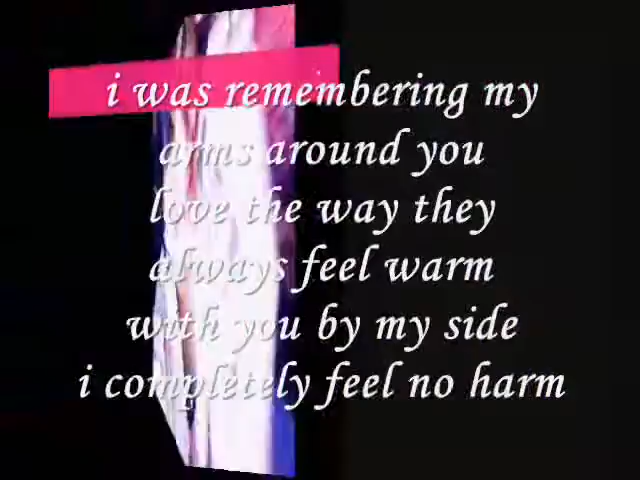 i was remembering my
arms around you
love the way they
always feel warm
with you by my side
i completely feel no harm